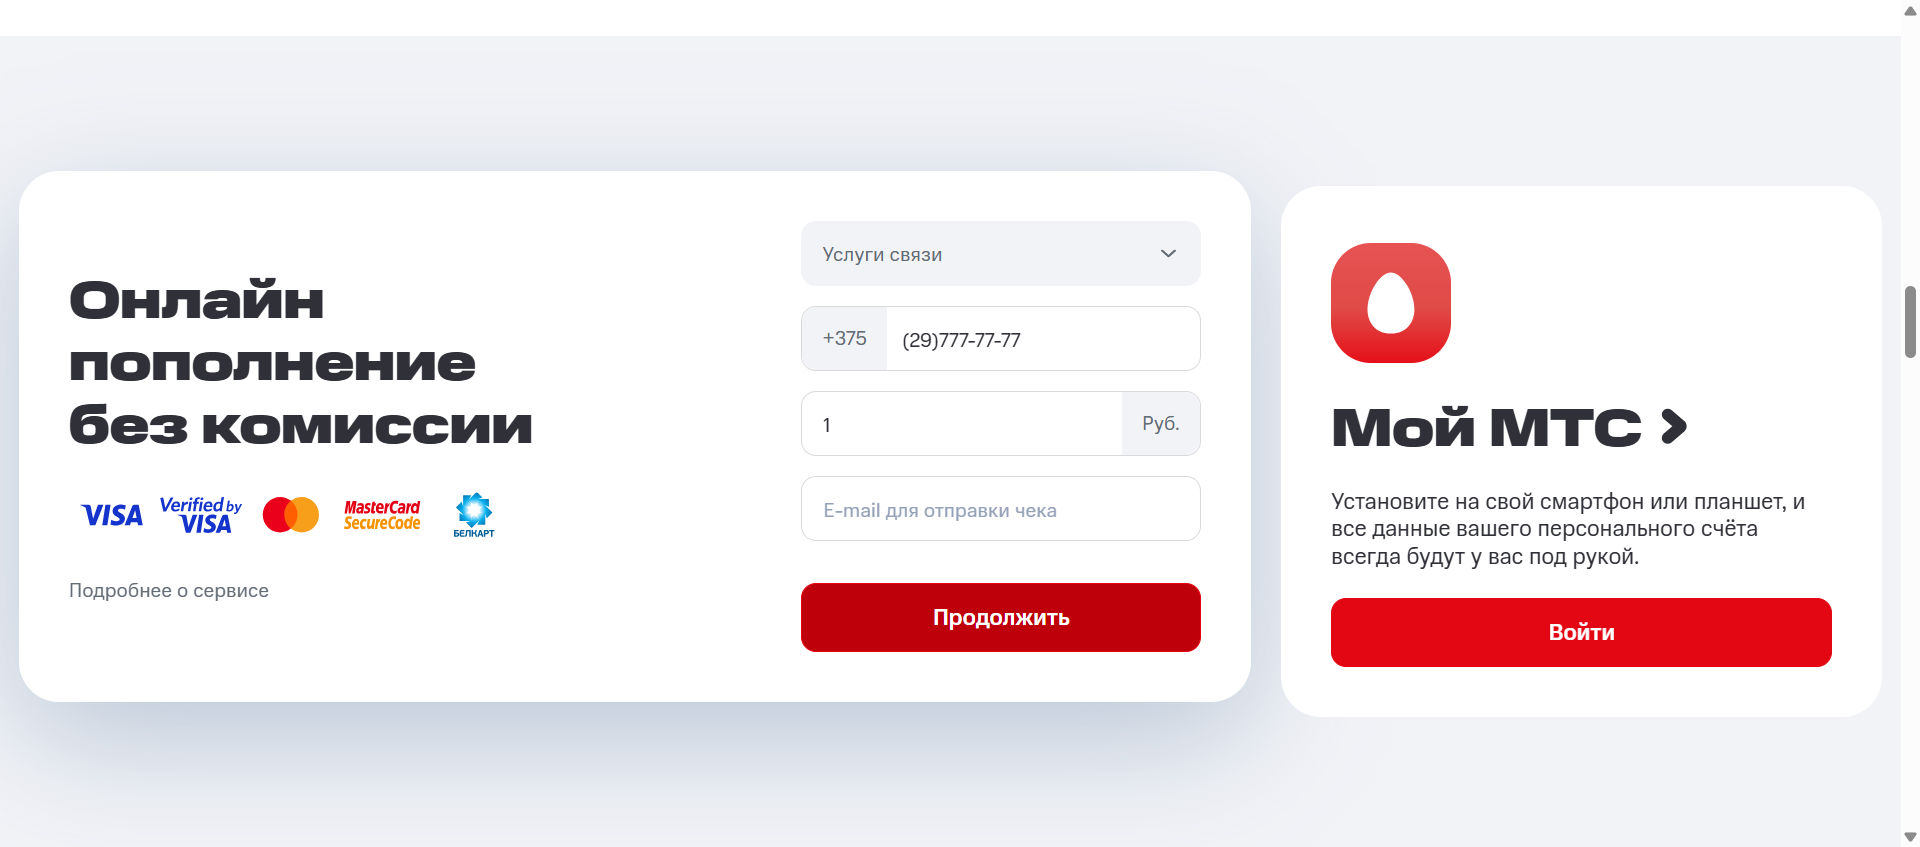 Онлайн
пополнение
без комиссии
VISA
Verified by
VISA
MasterCard
SecureCode
БЕЛКАРТ
Подробнее о сервисе
Услуги связи
+375 (29)777-77-77
1 Руб.
E-mail для отправки чека
Продолжить
Мой МТС
Установите на свой смартфон или планшет, и
все данные вашего персонального счёта
всегда будут у вас под рукой.
Войти